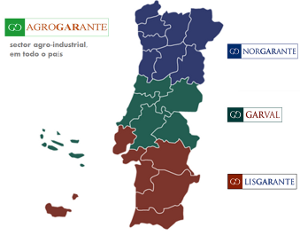 AGROGARANTE
sector agro-industrial,
em todo o país
NORGARANTE
GARVAL
LISGARANTE